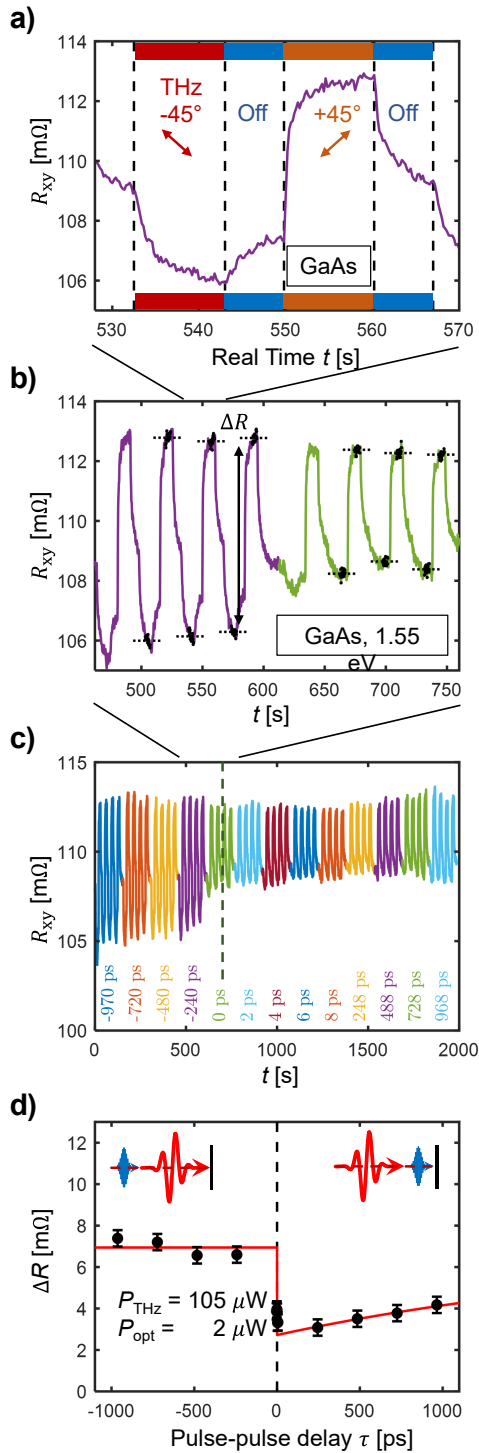 a)
114
112
110
108
106
R_xy [mΩ]
THz
-45°
Off
+45°
Off
GaAs
530
540
550
560
570
Real Time t [s]
b)
114
112
110
108
106
R_xy [mΩ]
ΔR
GaAs, 1.55
eV
500
550
600
650
700
750
t [s]
c)
115
110
105
100
R_xy [mΩ]
-970 ps
-720 ps
-480 ps
-240 ps
0 ps
2 ps
4 ps
6 ps
8 ps
248 ps
488 ps
728 ps
968 ps
0
500
1000
1500
2000
t [s]
d)
12
10
8
6
4
2
0
ΔR [mΩ]
P_THz = 105 μW
P_opt = 2 μW
-1000
-500
0
500
1000
Pulse-pulse delay τ [ps]